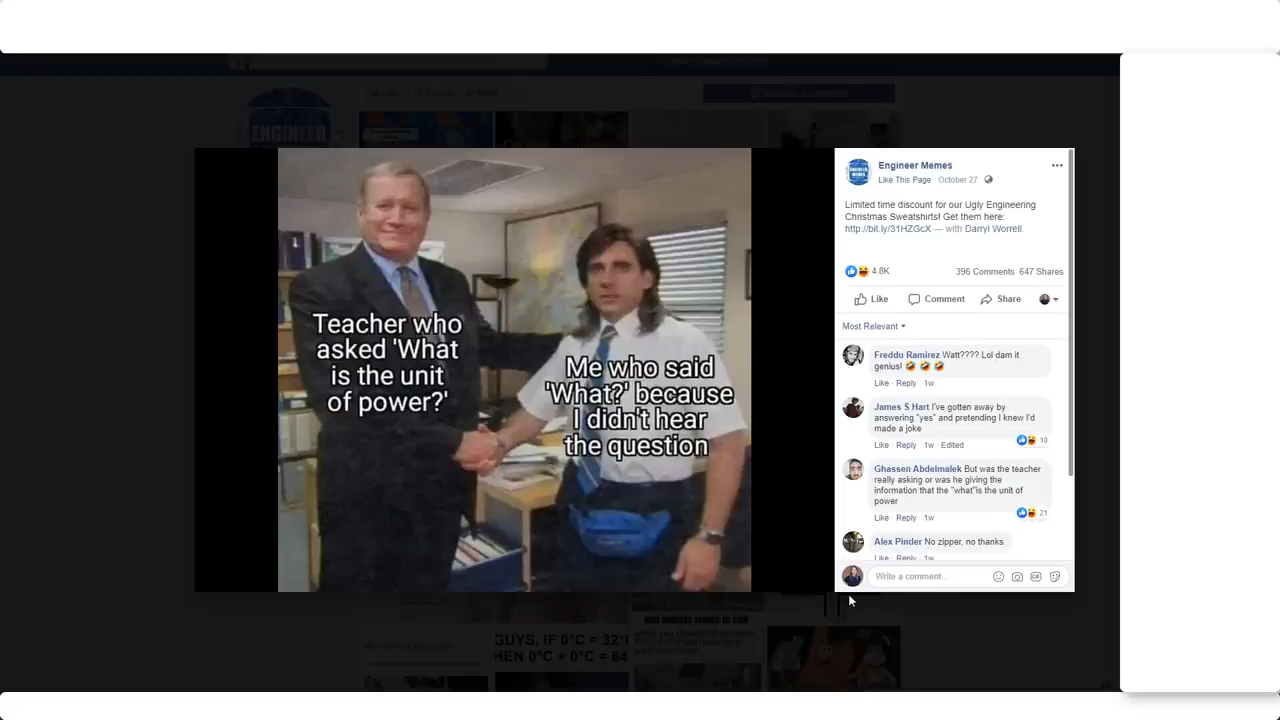 ENGINEER
Teacher who
asked 'What
is the unit
of power?'
Me who said
'What?' because
I didn't hear
the question
Engineer Memes
Like This Page · October 27
Limited time discount for our Ugly Engineering
Christmas Sweatshirts! Get them here:
http://bit.ly/31HZGcX — with Darryl Worrell.
4.8K 396 Comments 647 Shares
Like Comment Share
Most Relevant
Freddu Ramirez Watt???? Lol dam it
genius! 🤣 🤣 🤣
Like · Reply · 1w
James S Hart I've gotten away by
answering "yes" and pretending I knew I'd
made a joke
Like · Reply · 1w · Edited 10
Ghassen Abdelmalek But was the teacher
really asking or was he giving the
information that the "what"is the unit of
power
Like · Reply · 1w 21
Alex Pinder No zipper, no thanks.
Like · Reply · 1w
Write a comment...
GIF
GUYS, IF 0°C = 32°
HEN 0°C + 0°C = 64